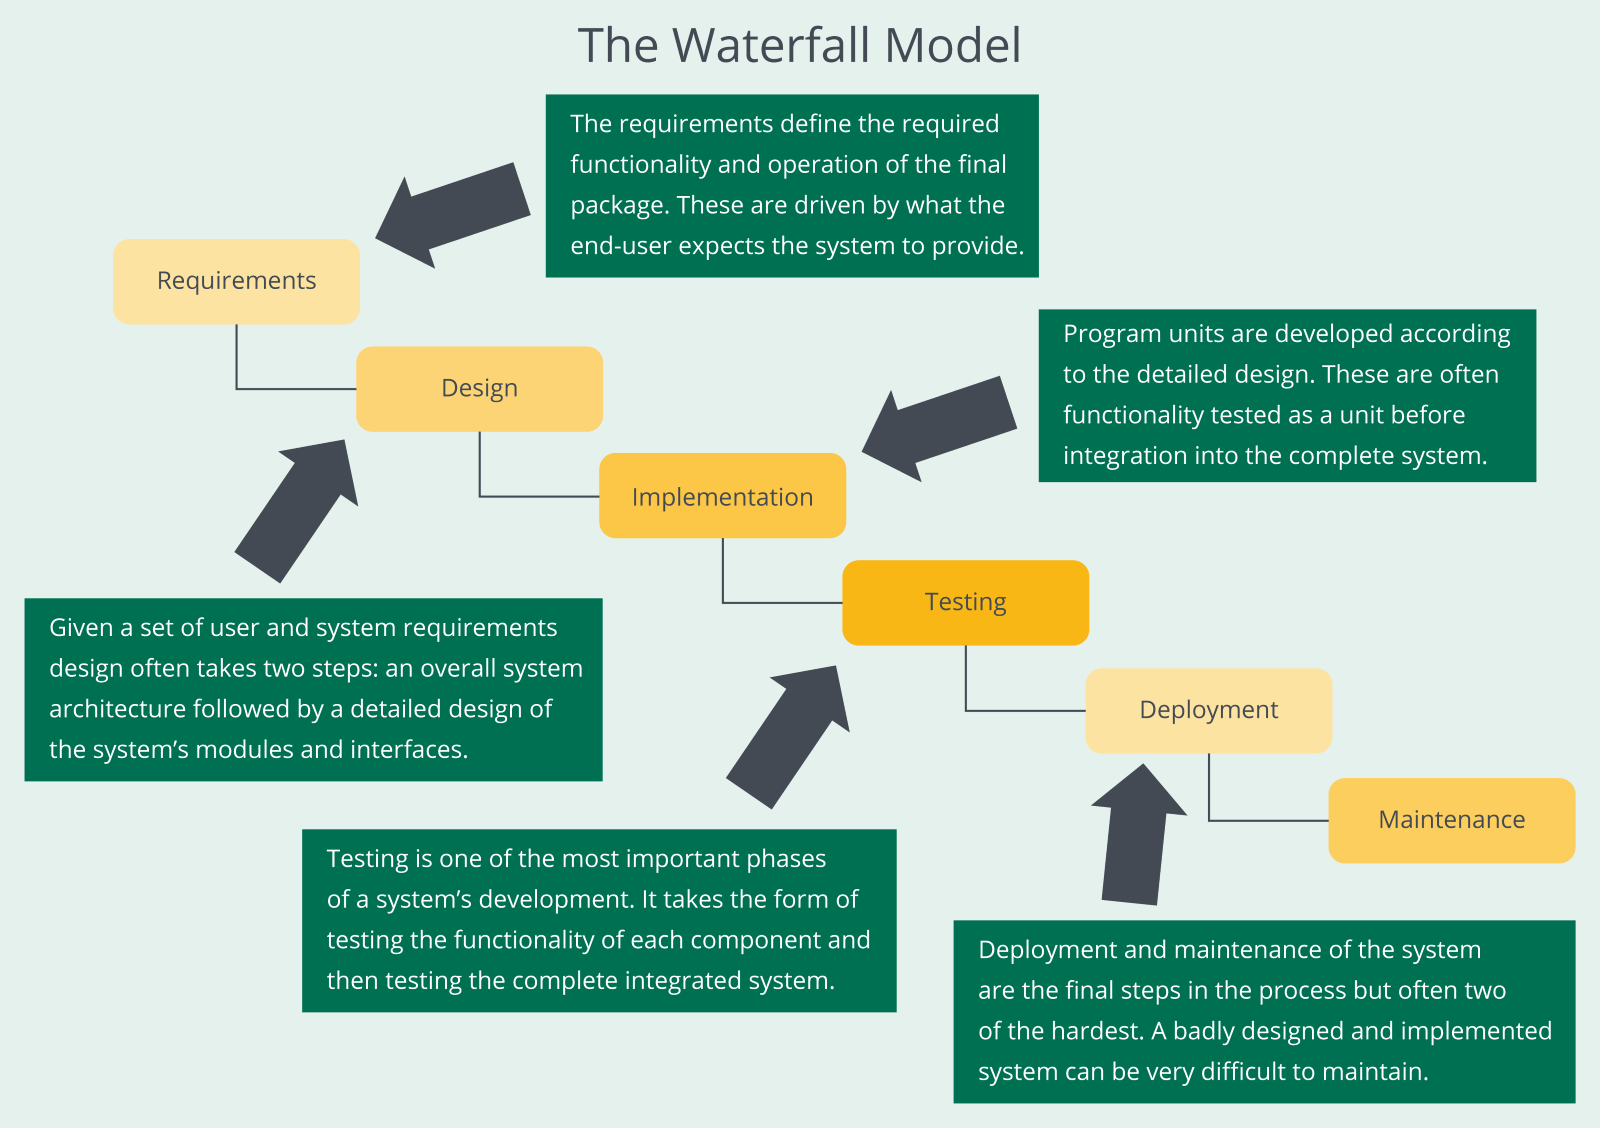 The Waterfall Model
The requirements define the required
functionality and operation of the final
package. These are driven by what the
end-user expects the system to provide.
Requirements
Program units are developed according
to the detailed design. These are often
functionality tested as a unit before
integration into the complete system.
Design
Implementation
Testing
Given a set of user and system requirements
design often takes two steps: an overall system
architecture followed by a detailed design of
the system’s modules and interfaces.
Deployment
Maintenance
Testing is one of the most important phases
of a system’s development. It takes the form of
testing the functionality of each component and
then testing the complete integrated system.
Deployment and maintenance of the system
are the final steps in the process but often two
of the hardest. A badly designed and implemented
system can be very difficult to maintain.